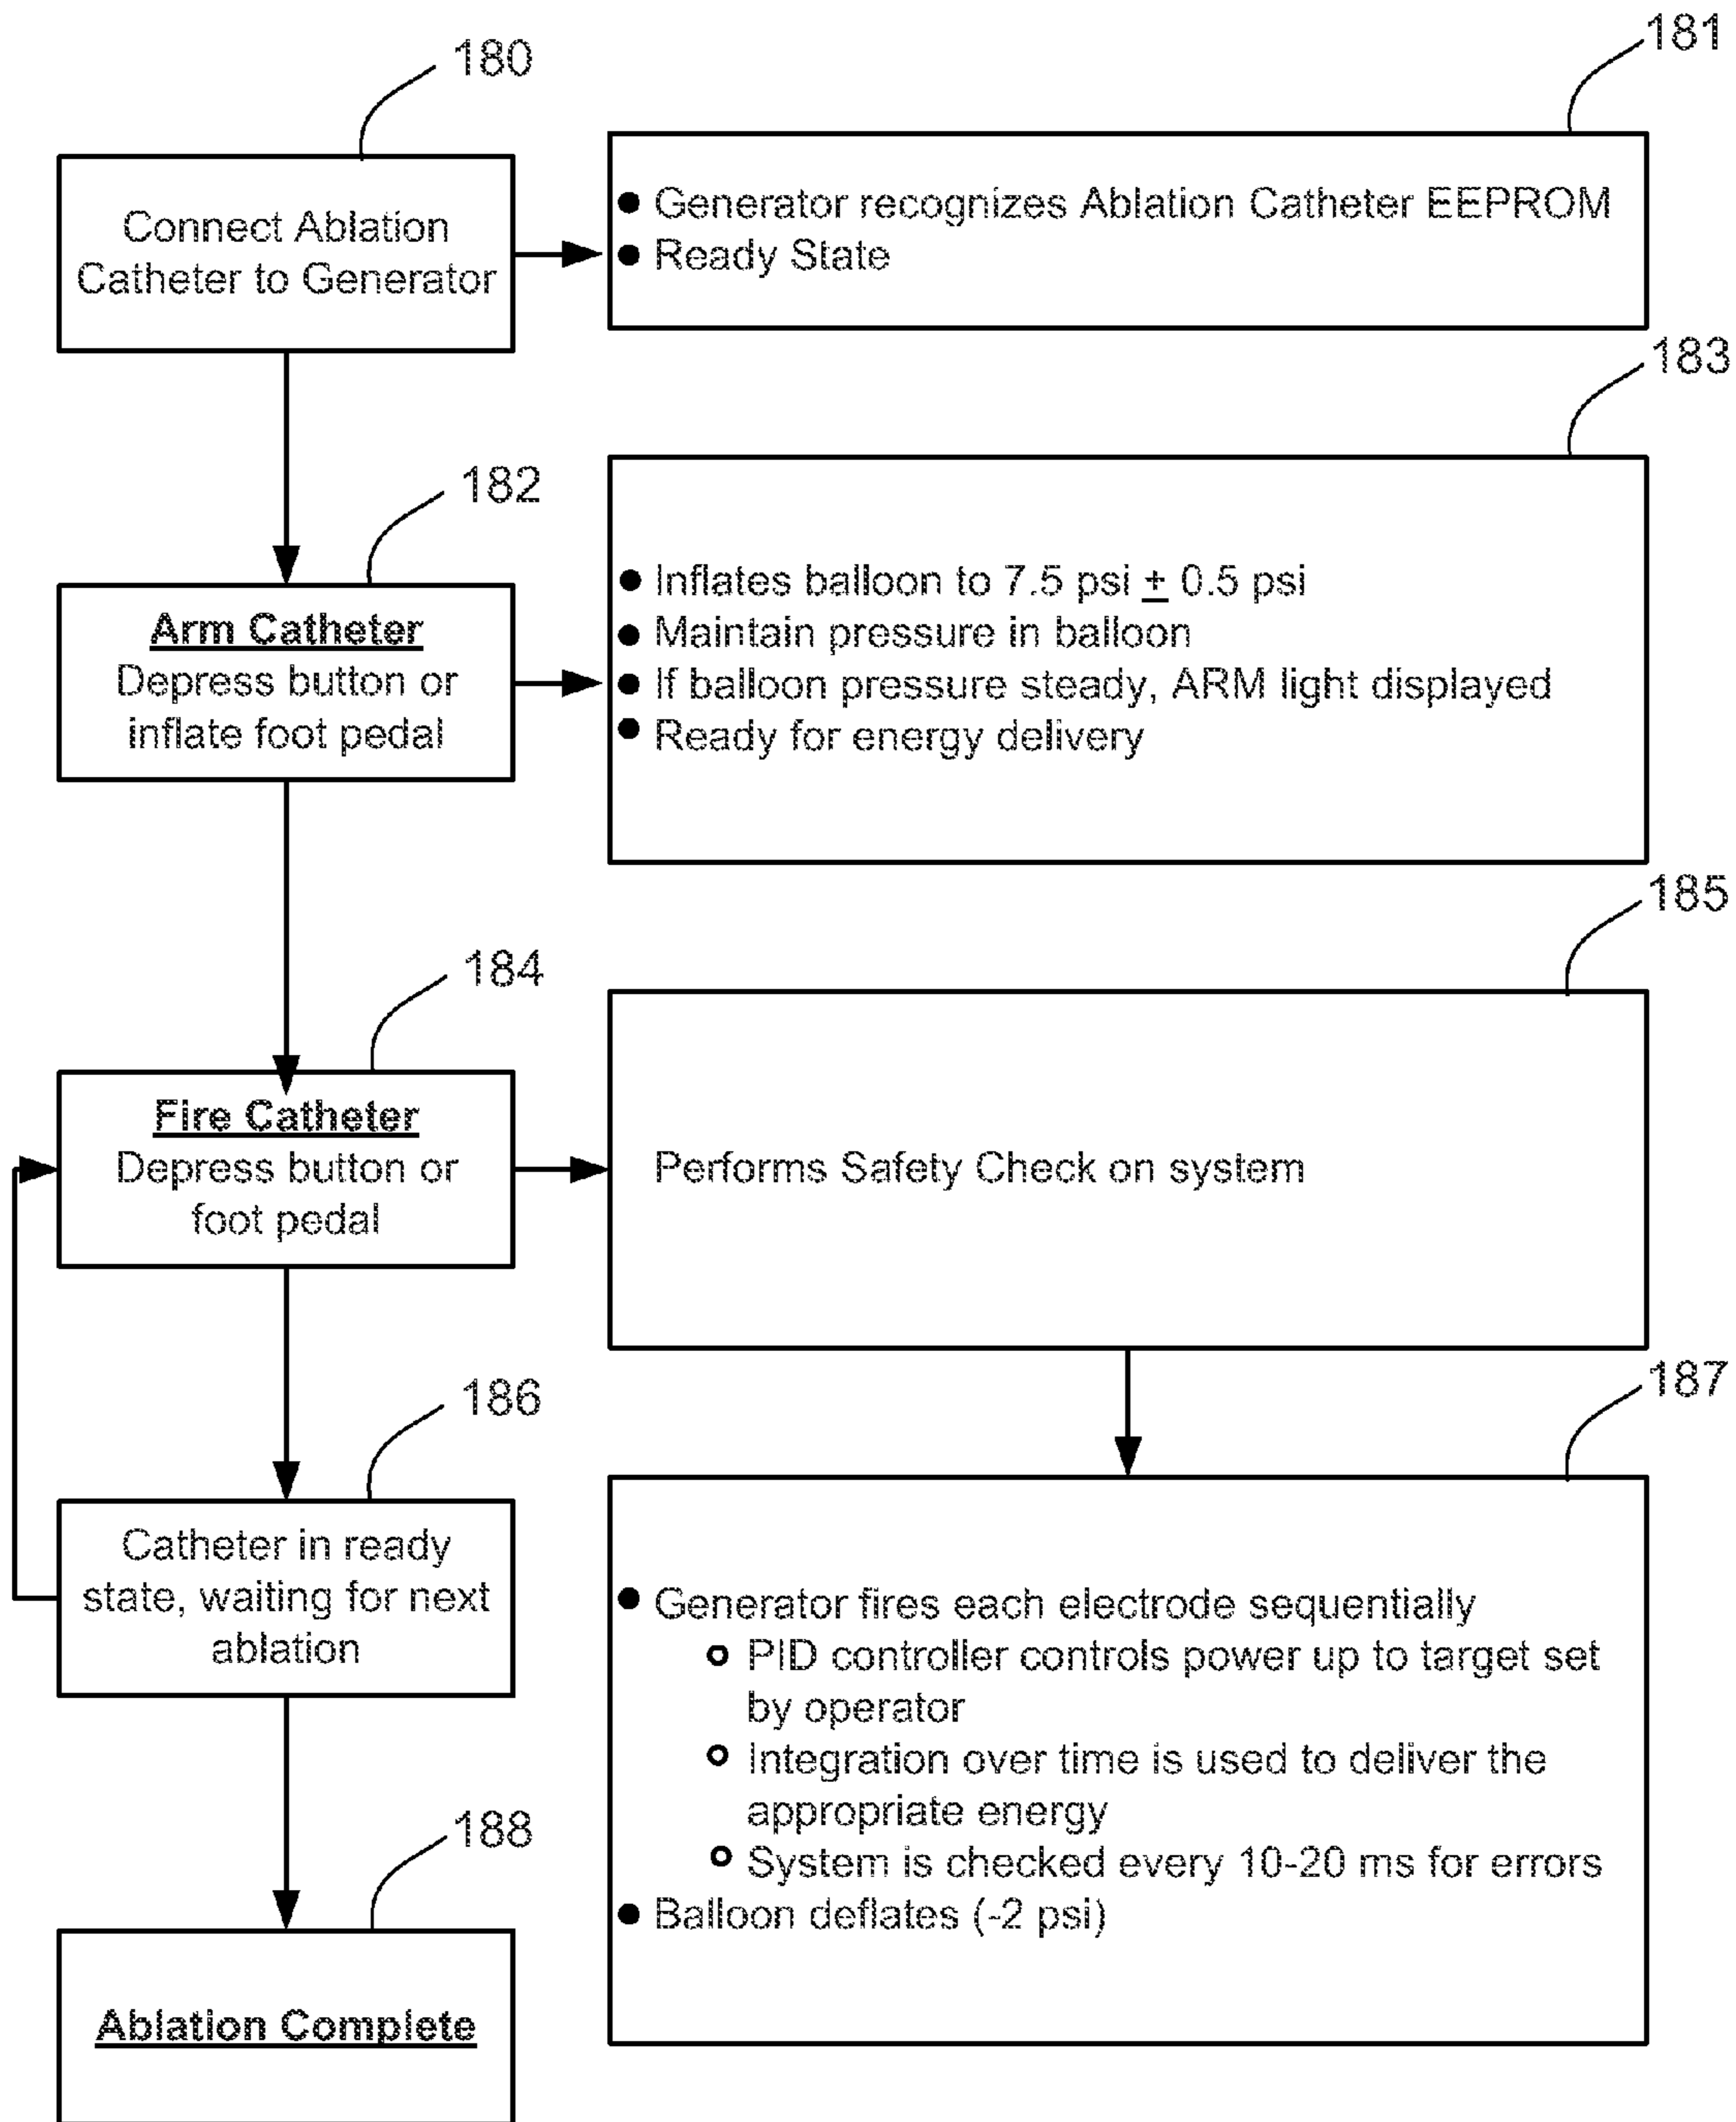 180
181
Connect Ablation
Catheter to Generator
● Generator recognizes Ablation Catheter EEPROM
● Ready State
182
183
Arm Catheter
Depress button or
inflate foot pedal
● Inflates balloon to 7.5 psi ± 0.5 psi
● Maintain pressure in balloon
● If balloon pressure steady, ARM light displayed
● Ready for energy delivery
184
185
Fire Catheter
Depress button or
foot pedal
Performs Safety Check on system
186
187
Catheter in ready
state, waiting for next
ablation
● Generator fires each electrode sequentially
o PID controller controls power up to target set
by operator
o Integration over time is used to deliver the
appropriate energy
o System is checked every 10-20 ms for errors
● Balloon deflates (-2 psi)
188
Ablation Complete